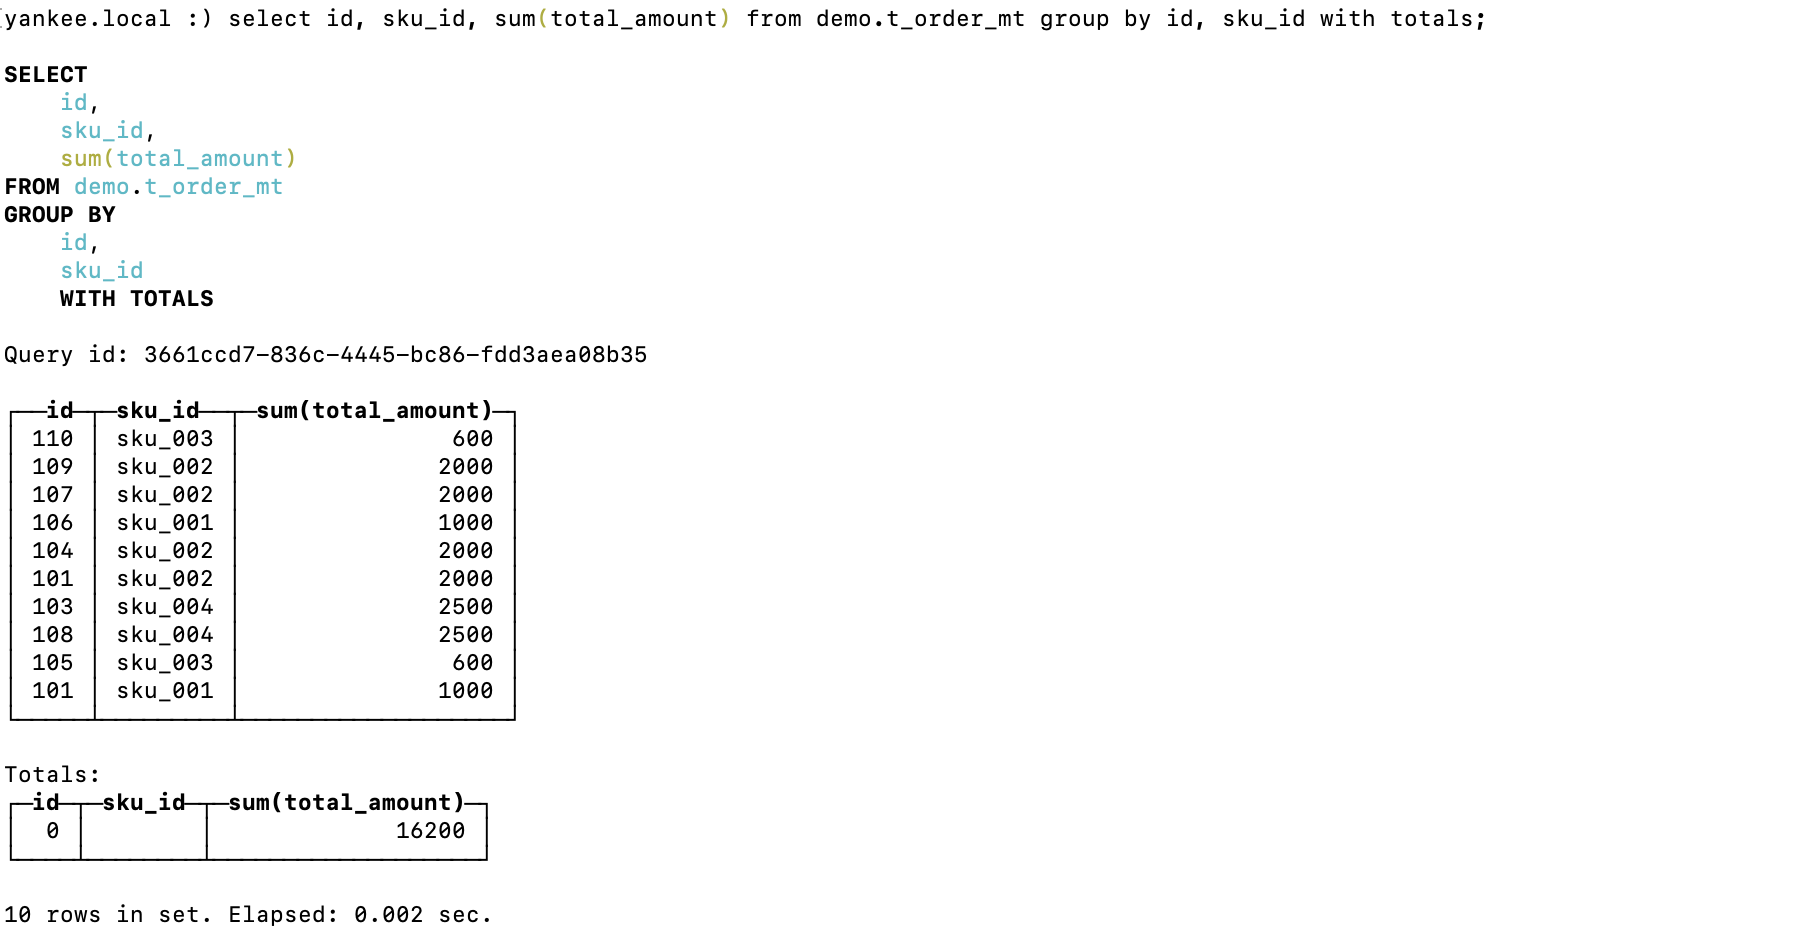 yankee.local :) select id, sku_id, sum(total_amount) from demo.t_order_mt group by id, sku_id with totals;
SELECT
    id,
    sku_id,
    sum(total_amount)
FROM demo.t_order_mt
GROUP BY
    id,
    sku_id
    WITH TOTALS
Query id: 3661ccd7-836c-4445-bc86-fdd3aea08b35
id sku_id sum(total_amount)
110 sku_003 600
109 sku_002 2000
107 sku_002 2000
106 sku_001 1000
104 sku_002 2000
101 sku_002 2000
103 sku_004 2500
108 sku_004 2500
105 sku_003 600
101 sku_001 1000
Totals:
id sku_id sum(total_amount)
0 16200
10 rows in set. Elapsed: 0.002 sec.